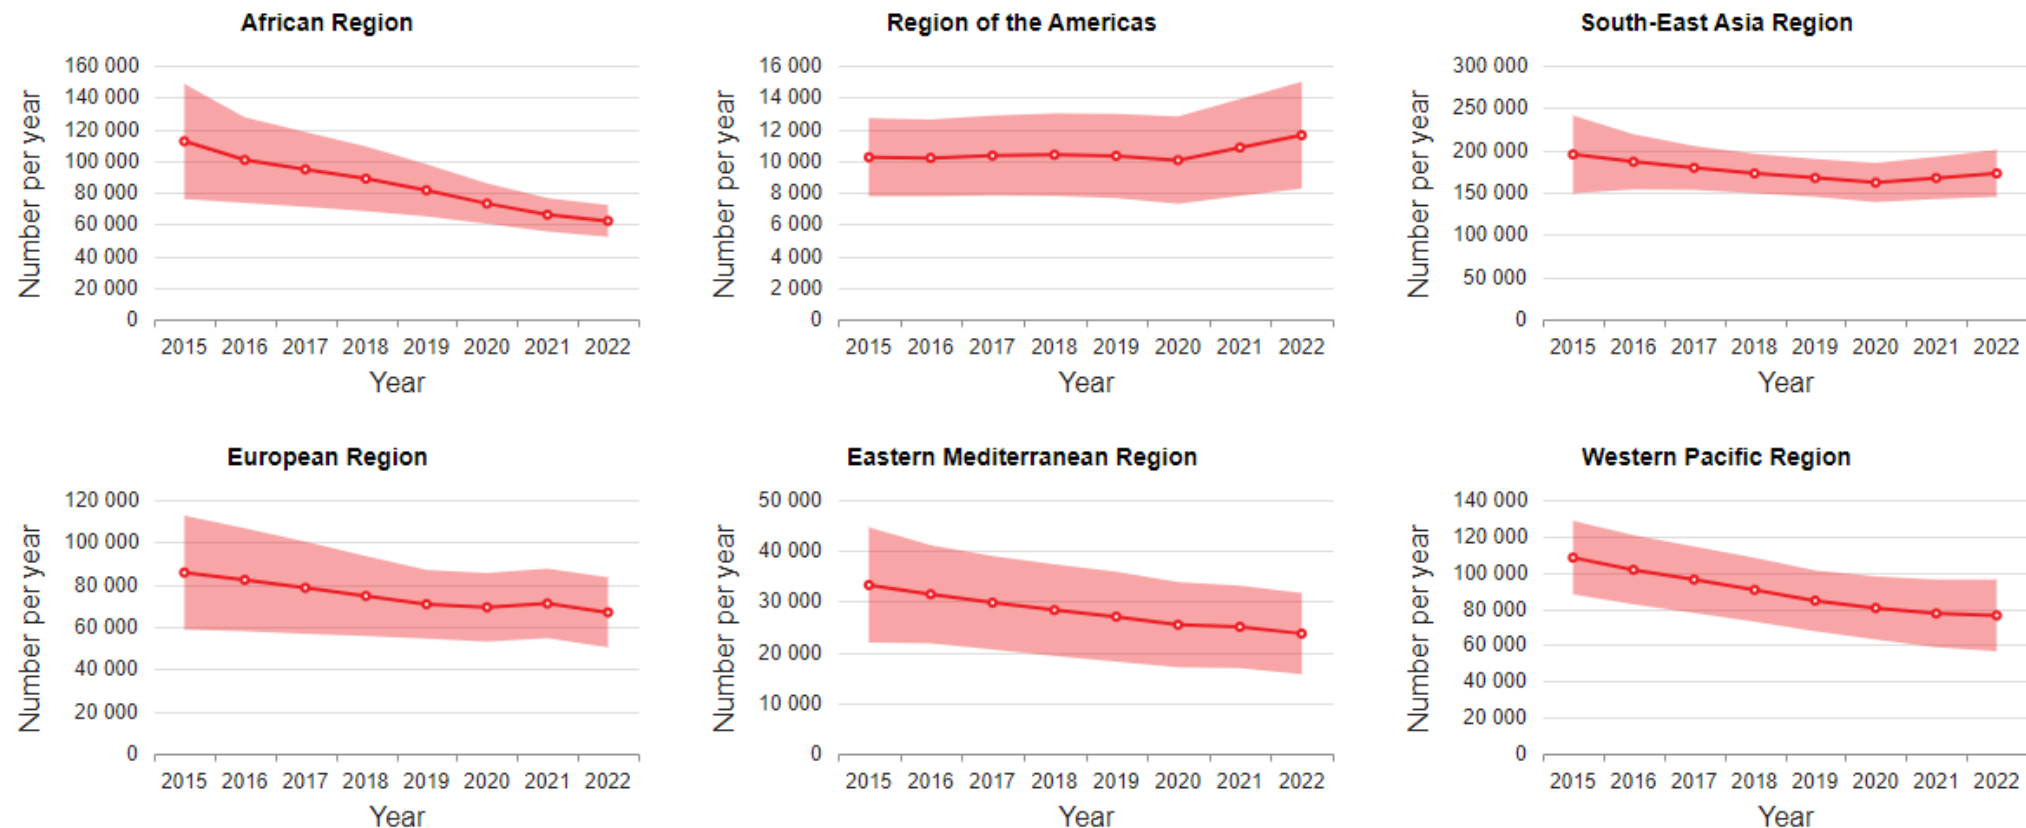 African Region
Number per year
160 000
140 000
120 000
100 000
80 000
60 000
40 000
20 000
0
2015 2016 2017 2018 2019 2020 2021 2022
Year
Region of the Americas
Number per year
16 000
14 000
12 000
10 000
8 000
6 000
4 000
2 000
0
2015 2016 2017 2018 2019 2020 2021 2022
Year
South-East Asia Region
Number per year
300 000
250 000
200 000
150 000
100 000
50 000
0
2015 2016 2017 2018 2019 2020 2021 2022
Year
European Region
Number per year
120 000
100 000
80 000
60 000
40 000
20 000
0
2015 2016 2017 2018 2019 2020 2021 2022
Year
Eastern Mediterranean Region
Number per year
50 000
40 000
30 000
20 000
10 000
0
2015 2016 2017 2018 2019 2020 2021 2022
Year
Western Pacific Region
Number per year
140 000
120 000
100 000
80 000
60 000
40 000
20 000
0
2015 2016 2017 2018 2019 2020 2021 2022
Year